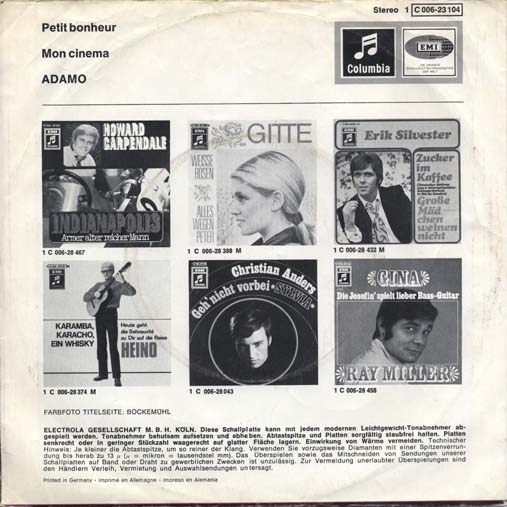 Stereo 1 C 006-23 104
Petit bonheur
Mon cinema
ADAMO
Columbia
EMI
DIE GRÖSSTE
SCHALLPLATTEN-ORGANISATION
DER WELT
HOWARD
CARPENDALE
INDIANAPOLIS
Armer alter reicher Mann
1 C 006-28 467
GITTE
WEISSE
ROSEN
ALLES
WEGEN
PETER
1 C 006-28 388 M
Erik Silvester
Zucker
im
Kaffee
Große
Mäd
chen
weinen
nicht
1 C 006-28 432 M
KARAMBA,
KARACHO,
EIN WHISKY
Heute geht
die Sehnsucht
zu Dir auf die Reise
HEINO
1 C 006-28 374 M
Christian Anders
Geh' nicht vorbei * SYLVIA *
1 C 006-28 043
GINA
Die Josefin' spielt lieber Bass-Guitar
RAY MILLER
1 C 006-28 458
FARBFOTO TITELSEITE: BOCKEMÜHL
ELECTROLA GESELLSCHAFT M. B. H. KÖLN. Diese Schallplatte kann mit jedem modernen Leichtgewicht-Tonabnehmer ab-
gespielt werden. Tonabnehmer behutsam aufsetzen und abheben. Abtastspitze und Platten sorgfältig staubfrei halten. Platten
senkrecht oder in geringer Stückzahl waagerecht auf glatter Fläche lagern. Einwirkung von Wärme vermeiden. Technischer
Hinweis: Je kleiner die Abtastspitze, um so reiner der Klang. Verwenden Sie vorzugsweise Diamanten mit einer Spitzenverrun-
dung bis herab zu 13 µ (µ = mikron = tausendstel mm). Das Überspielen sowie das Mitschneiden von Sendungen unserer
Schallplatten auf Band oder Draht zu gewerblichen Zwecken ist unzulässig. Zur Vermeidung unerlaubter Überspielungen sind
den Händlern Verleih, Vermietung und Auswahlsendungen untersagt.
Printed in Germany - Imprimé en Allemagne - Impreso en Alemania